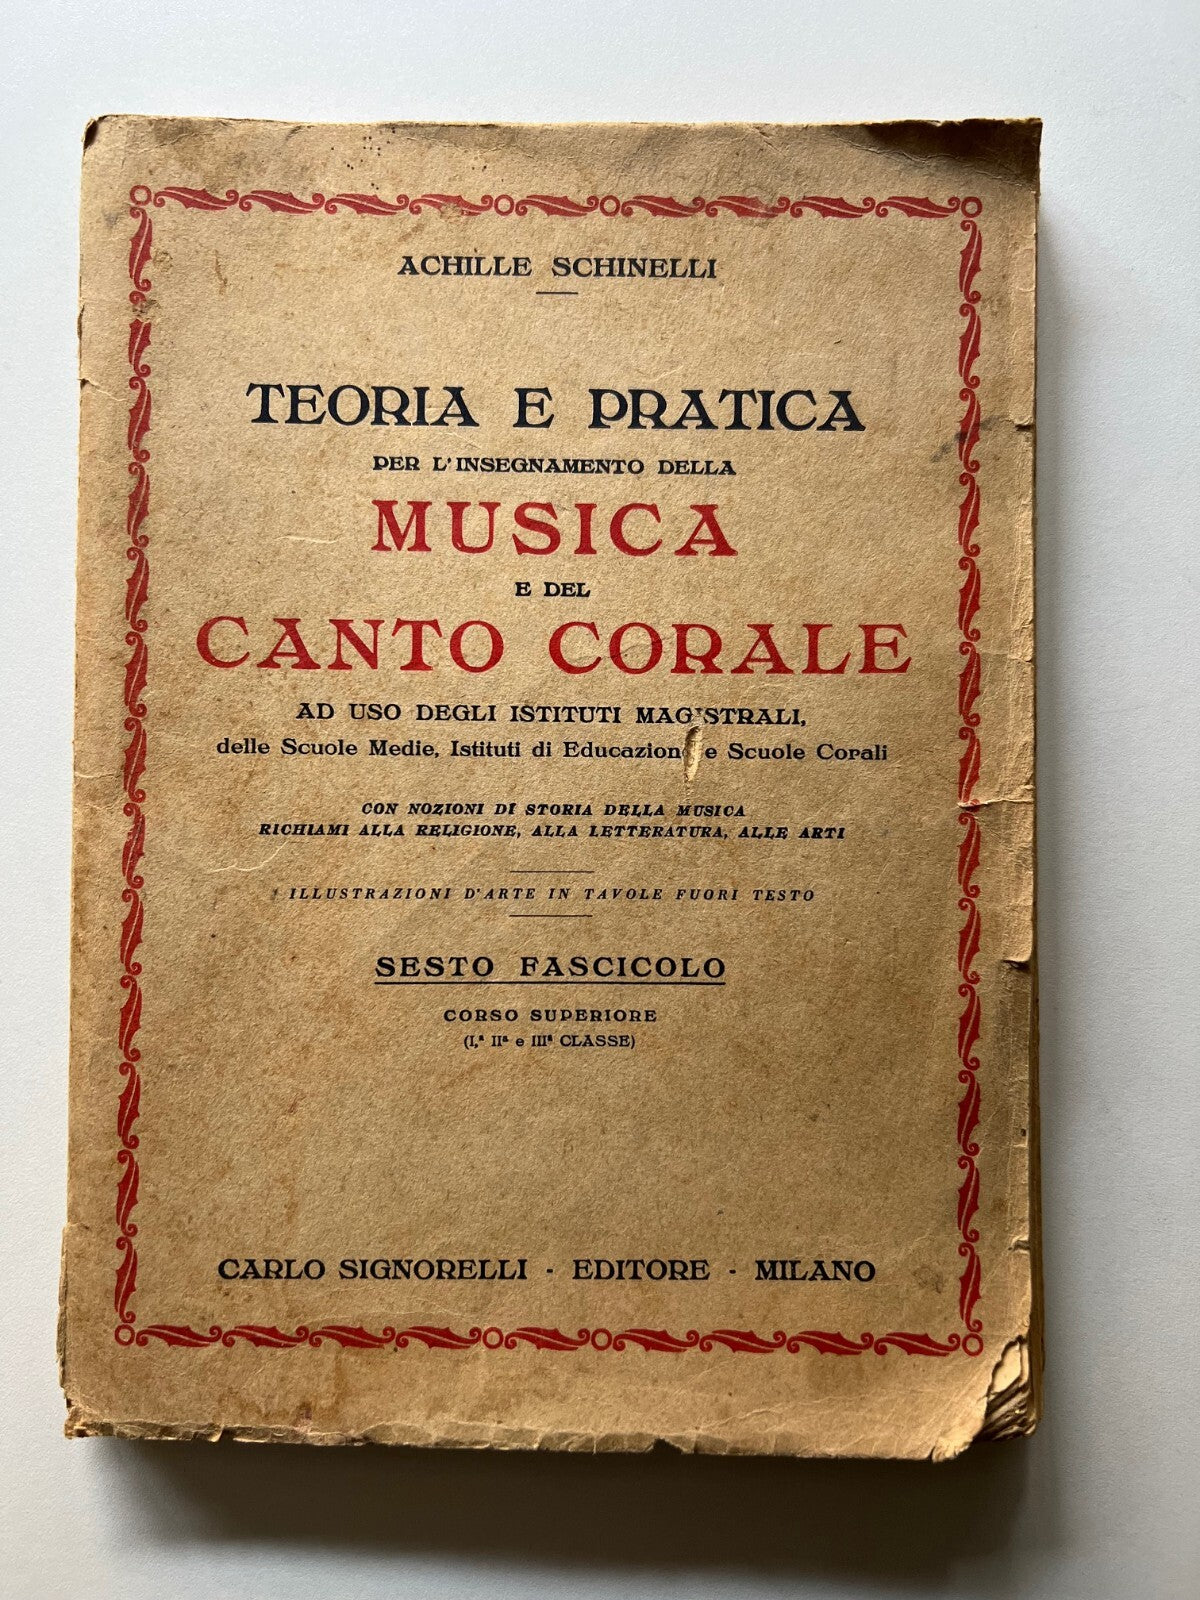 ACHILLE SCHINELLI
TEORIA E PRATICA
PER L'INSEGNAMENTO DELLA
MUSICA
E DEL
CANTO CORALE
AD USO DEGLI ISTITUTI MAGISTRALI,
delle Scuole Medie, Istituti di Educazione e Scuole Corali
CON NOZIONI DI STORIA DELLA MUSICA
RICHIAMI ALLA RELIGIONE, ALLA LETTERATURA, ALLE ARTI
ILLUSTRAZIONI D'ARTE IN TAVOLE FUORI TESTO
SESTO FASCICOLO
CORSO SUPERIORE
(I,ª IIª e IIIª CLASSE)
CARLO SIGNORELLI - EDITORE - MILANO